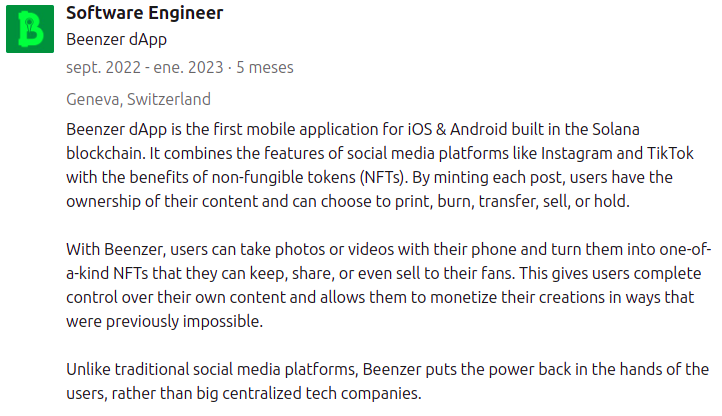 Software Engineer
Beenzer dApp
sept. 2022 - ene. 2023 · 5 meses
Geneva, Switzerland
Beenzer dApp is the first mobile application for iOS & Android built in the Solana
blockchain. It combines the features of social media platforms like Instagram and TikTok
with the benefits of non-fungible tokens (NFTs). By minting each post, users have the
ownership of their content and can choose to print, burn, transfer, sell, or hold.
With Beenzer, users can take photos or videos with their phone and turn them into one-of-
a-kind NFTs that they can keep, share, or even sell to their fans. This gives users complete
control over their own content and allows them to monetize their creations in ways that
were previously impossible.
Unlike traditional social media platforms, Beenzer puts the power back in the hands of the
users, rather than big centralized tech companies.